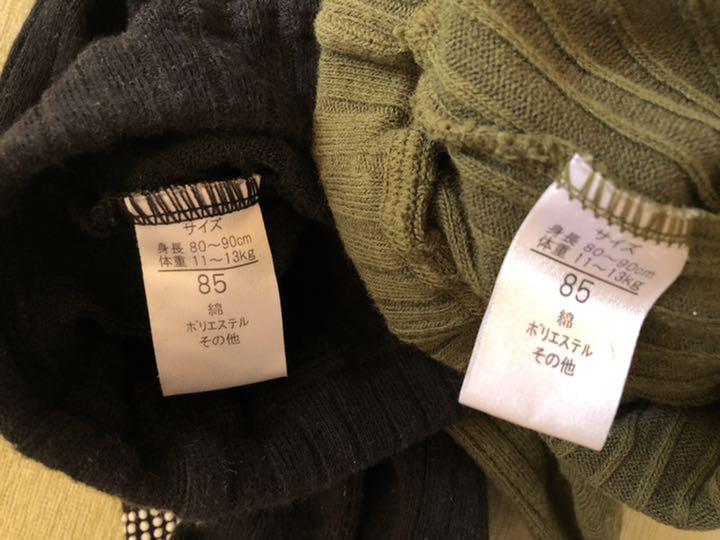 サイズ
身長 80～90cm
体重 11～13kg
85
綿
ポリエステル
その他
サイズ
身長 80～90cm
体重 11～13kg
85
綿
ポリエステル
その他